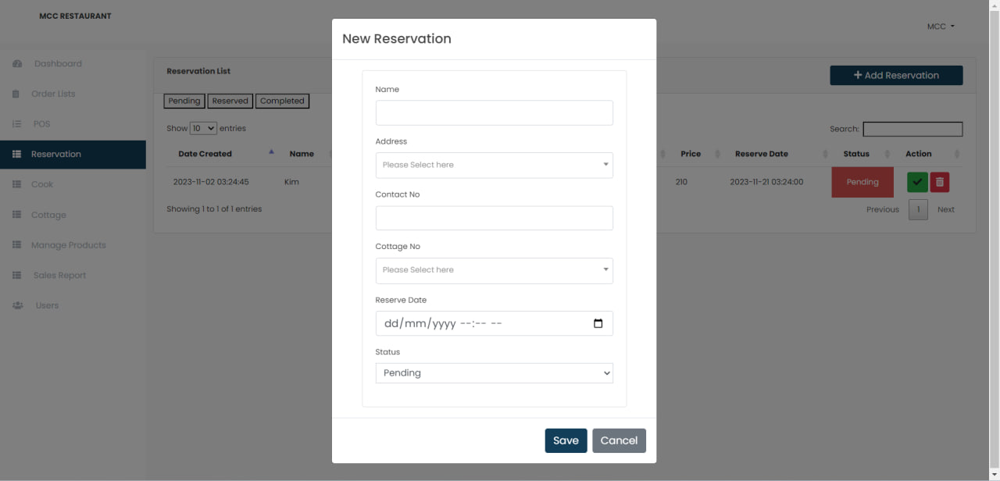 MCC RESTAURANT
MCC
Dashboard
Order Lists
POS
Reservation
Cook
Cottage
Manage Products
Sales Report
Users
Reservation List
+ Add Reservation
Pending Reserved Completed
Show 10 entries
Search:
Date Created Name Price Reserve Date Status Action
2023-11-02 03:24:45 Kim 210 2023-11-21 03:24:00 Pending
Showing 1 to 1 of 1 entries
Previous 1 Next
New Reservation
Name
Address
Please Select here
Contact No
Cottage No
Please Select here
Reserve Date
dd/mm/yyyy --:-- --
Status
Pending
Save Cancel